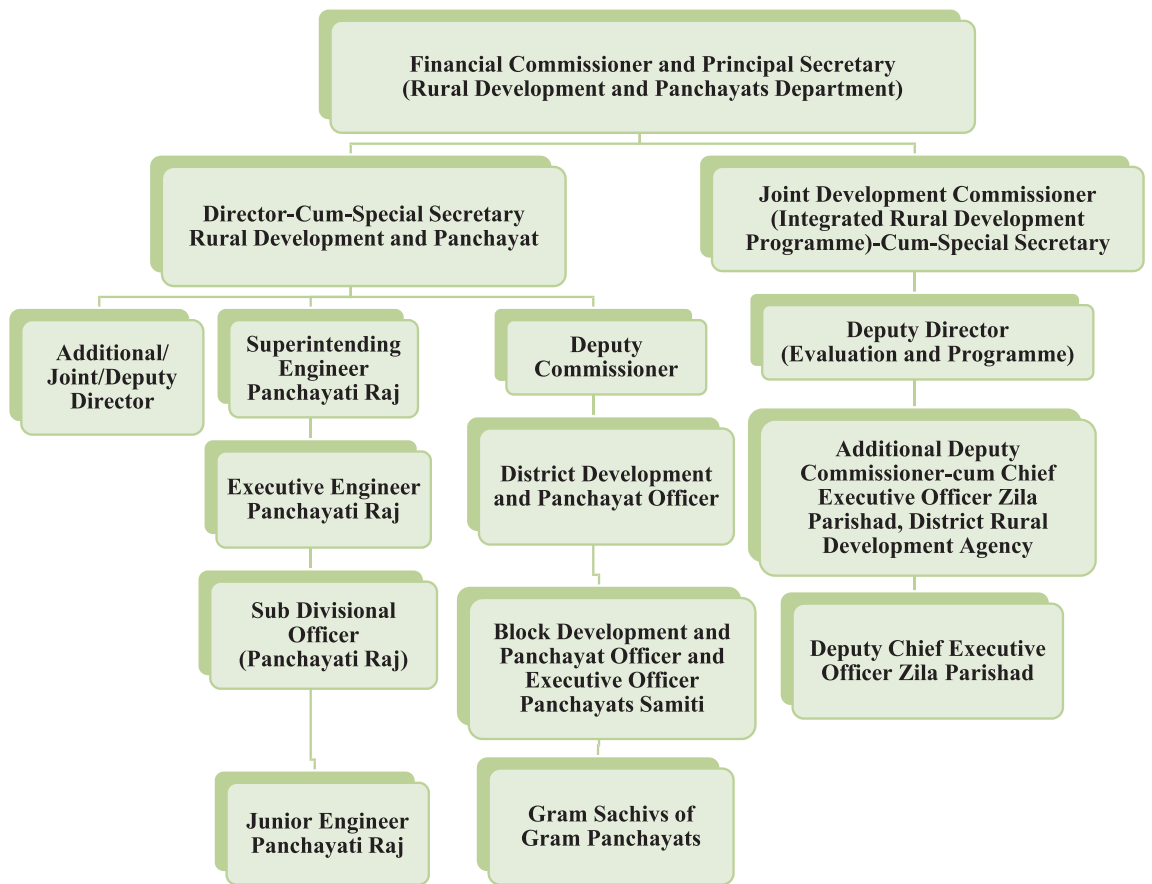 Financial Commissioner and Principal Secretary
(Rural Development and Panchayats Department)
Director-Cum-Special Secretary
Rural Development and Panchayat
Joint Development Commissioner
(Integrated Rural Development
Programme)-Cum-Special Secretary
Additional/
Joint/Deputy
Director
Superintending
Engineer
Panchayati Raj
Deputy
Commissioner
Deputy Director
(Evaluation and Programme)
Executive Engineer
Panchayati Raj
District Development
and Panchayat Officer
Additional Deputy
Commissioner-cum Chief
Executive Officer Zila
Parishad, District Rural
Development Agency
Sub Divisional
Officer
(Panchayati Raj)
Block Development and
Panchayat Officer and
Executive Officer
Panchayats Samiti
Deputy Chief Executive
Officer Zila Parishad
Junior Engineer
Panchayati Raj
Gram Sachivs of
Gram Panchayats